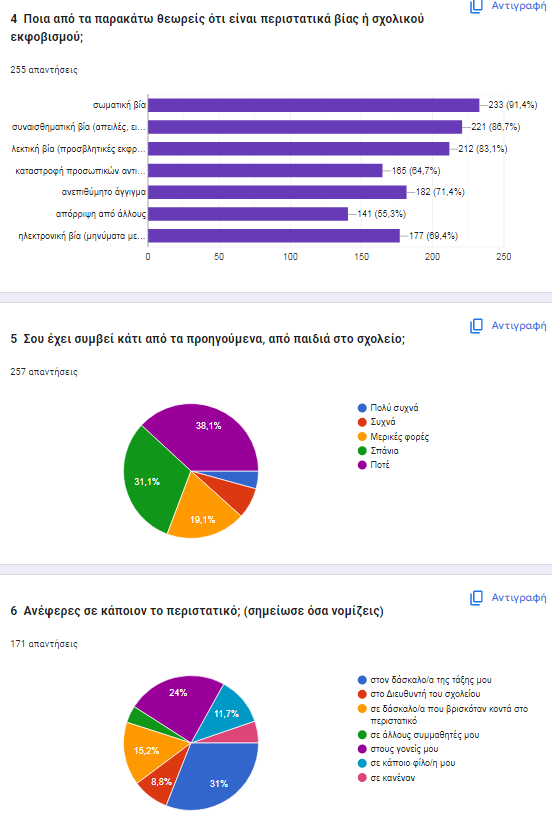 Αντιγραφή
4 Ποια από τα παρακάτω θεωρείς ότι είναι περιστατικά βίας ή σχολικού
εκφοβισμού;
255 απαντήσεις
σωματική βία
233 (91,4%)
συναισθηματική βία (απειλές, ει...
221 (86,7%)
λεκτική βία (προσβλητικές εκφρ...
212 (83,1%)
καταστροφή προσωπικών αντι...
165 (64,7%)
ανεπιθύμητο άγγιγμα
182 (71,4%)
απόρριψη από άλλους
141 (55,3%)
ηλεκτρονική βία (μηνύματα με...
177 (69,4%)
0 50 100 150 200 250
Αντιγραφή
5 Σου έχει συμβεί κάτι από τα προηγούμενα, από παιδιά στο σχολείο;
257 απαντήσεις
38,1%
31,1%
19,1%
Πολύ συχνά
Συχνά
Μερικές φορές
Σπάνια
Ποτέ
Αντιγραφή
6 Ανέφερες σε κάποιον το περιστατικό; (σημείωσε όσα νομίζεις)
171 απαντήσεις
24%
11,7%
15,2%
8,8%
31%
στον δάσκαλο/α της τάξης μου
στο Διευθυντή του σχολείου
σε δάσκαλο/α που βρισκόταν κοντά στο
περιστατικό
σε άλλους συμμαθητές μου
στους γονείς μου
σε κάποιο φίλο/η μου
σε κανέναν